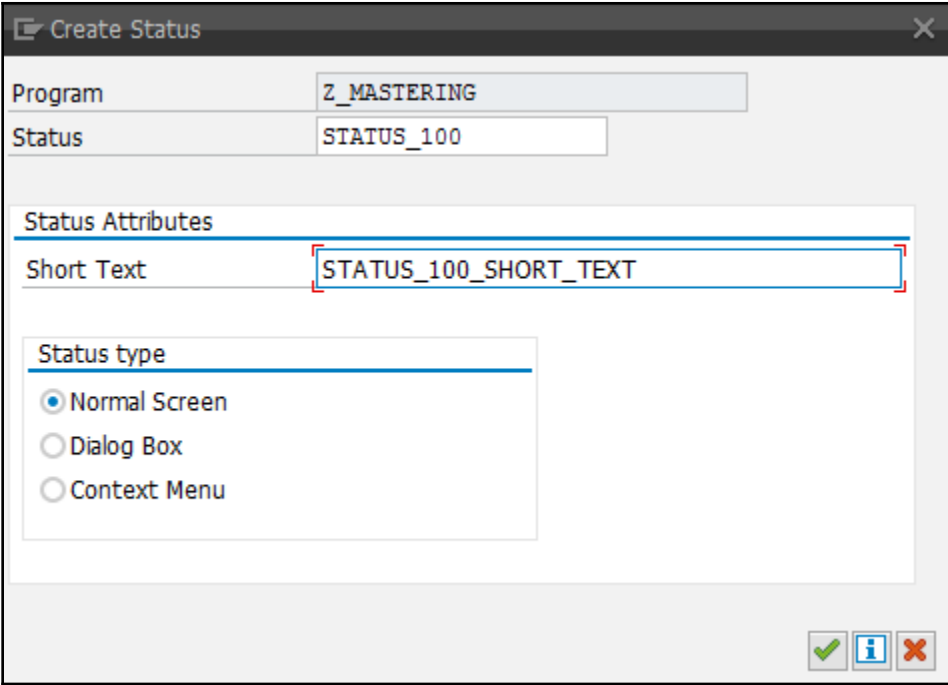 Create Status
Program Z_MASTERING
Status STATUS_100
Status Attributes
Short Text STATUS_100_SHORT_TEXT
Status type
Normal Screen
Dialog Box
Context Menu